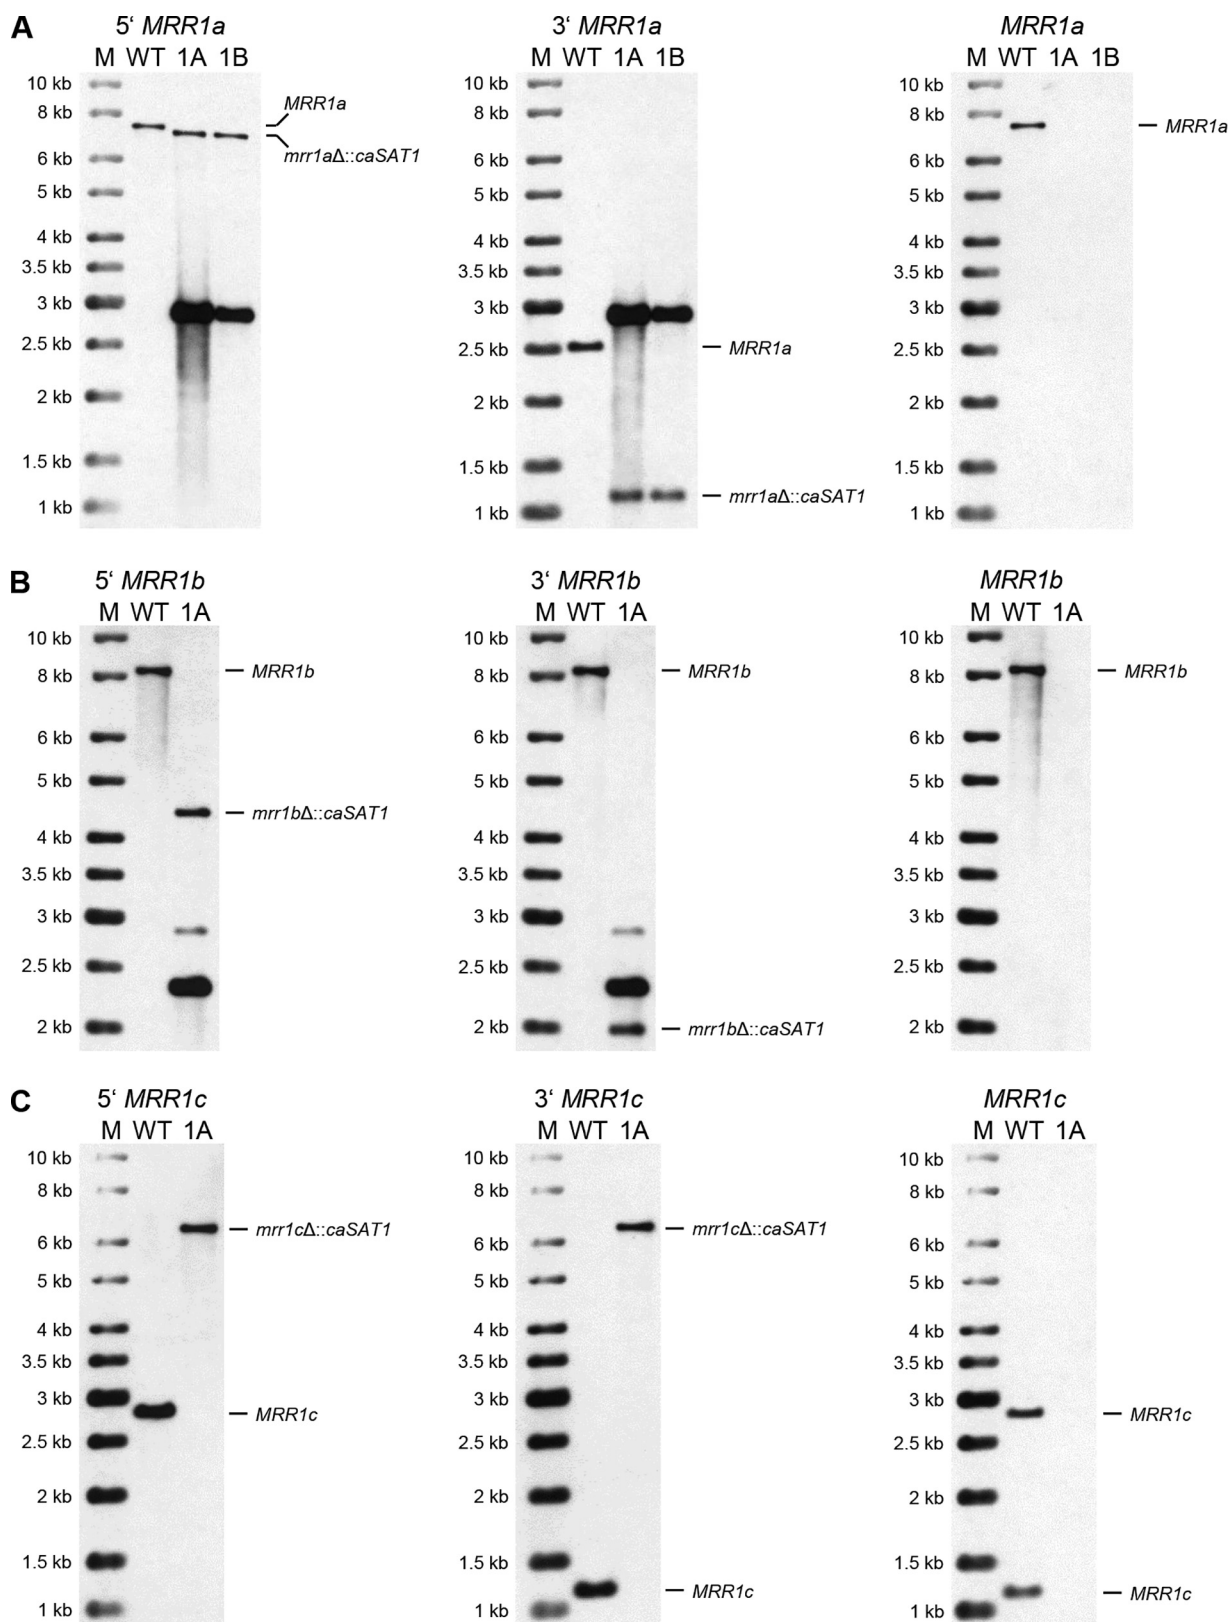 A
5‘ MRR1a
M WT 1A 1B
10 kb
8 kb
6 kb
5 kb
4 kb
3.5 kb
3 kb
2.5 kb
2 kb
1.5 kb
1 kb
MRR1a
mrr1aΔ::caSAT1
3‘ MRR1a
M WT 1A 1B
10 kb
8 kb
6 kb
5 kb
4 kb
3.5 kb
3 kb
2.5 kb
2 kb
1.5 kb
1 kb
MRR1a
mrr1aΔ::caSAT1
MRR1a
M WT 1A 1B
10 kb
8 kb
6 kb
5 kb
4 kb
3.5 kb
3 kb
2.5 kb
2 kb
1.5 kb
1 kb
MRR1a
B
5‘ MRR1b
M WT 1A
10 kb
8 kb
6 kb
5 kb
4 kb
3.5 kb
3 kb
2.5 kb
2 kb
MRR1b
mrr1bΔ::caSAT1
3‘ MRR1b
M WT 1A
10 kb
8 kb
6 kb
5 kb
4 kb
3.5 kb
3 kb
2.5 kb
2 kb
MRR1b
mrr1bΔ::caSAT1
MRR1b
M WT 1A
10 kb
8 kb
6 kb
5 kb
4 kb
3.5 kb
3 kb
2.5 kb
2 kb
MRR1b
C
5‘ MRR1c
M WT 1A
10 kb
8 kb
6 kb
5 kb
4 kb
3.5 kb
3 kb
2.5 kb
2 kb
1.5 kb
1 kb
mrr1cΔ::caSAT1
MRR1c
3‘ MRR1c
M WT 1A
10 kb
8 kb
6 kb
5 kb
4 kb
3.5 kb
3 kb
2.5 kb
2 kb
1.5 kb
1 kb
mrr1cΔ::caSAT1
MRR1c
MRR1c
M WT 1A
10 kb
8 kb
6 kb
5 kb
4 kb
3.5 kb
3 kb
2.5 kb
2 kb
1.5 kb
1 kb
MRR1c
MRR1c